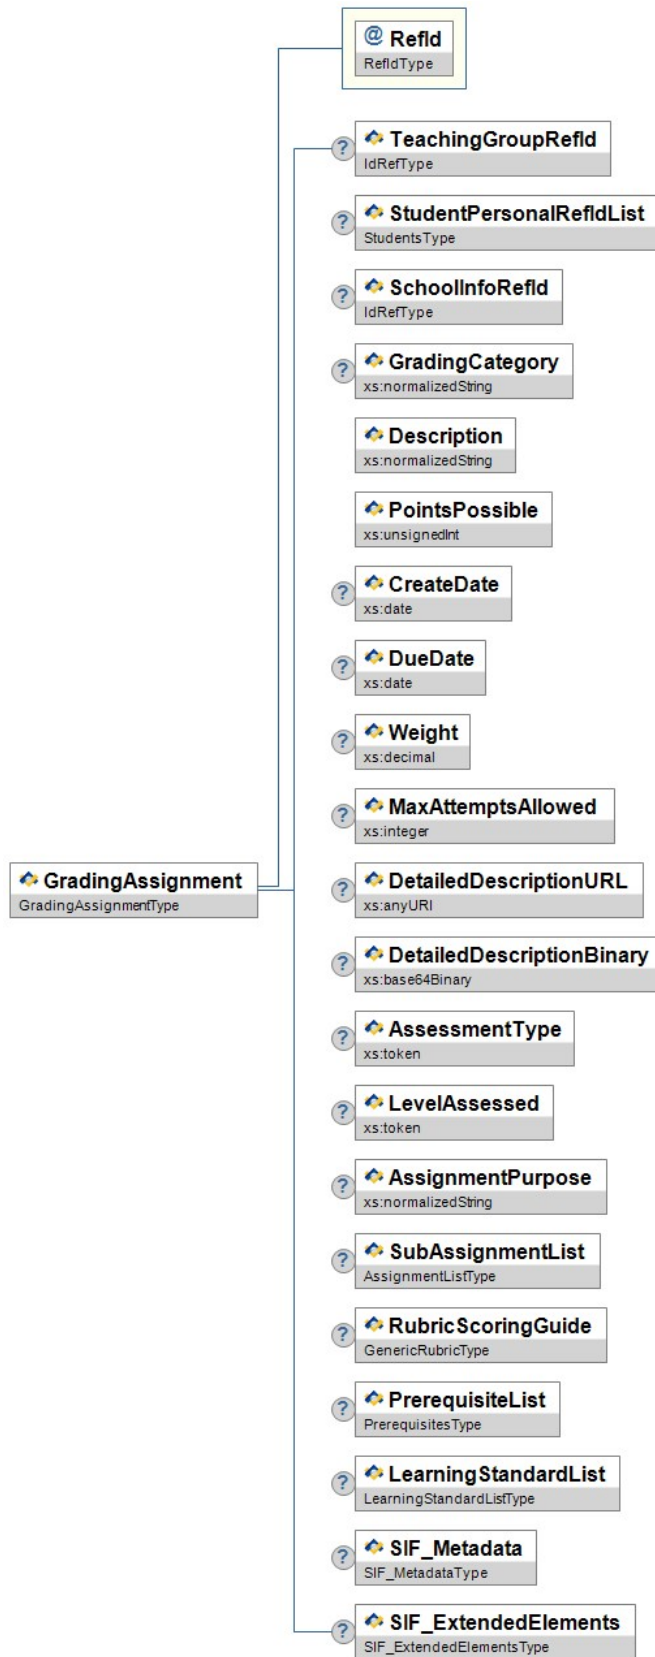 @ RefId
RefIdType
? TeachingGroupRefId
IdRefType
? StudentPersonalRefIdList
StudentsType
? SchoolInfoRefId
IdRefType
? GradingCategory
xs:normalizedString
Description
xs:normalizedString
PointsPossible
xs:unsignedInt
? CreateDate
xs:date
? DueDate
xs:date
? Weight
xs:decimal
? MaxAttemptsAllowed
xs:integer
GradingAssignment
GradingAssignmentType
? DetailedDescriptionURL
xs:anyURI
? DetailedDescriptionBinary
xs:base64Binary
? AssessmentType
xs:token
? LevelAssessed
xs:token
? AssignmentPurpose
xs:normalizedString
? SubAssignmentList
AssignmentListType
? RubricScoringGuide
GenericRubricType
? PrerequisiteList
PrerequisitesType
? LearningStandardList
LearningStandardListType
? SIF_Metadata
SIF_MetadataType
? SIF_ExtendedElements
SIF_ExtendedElementsType